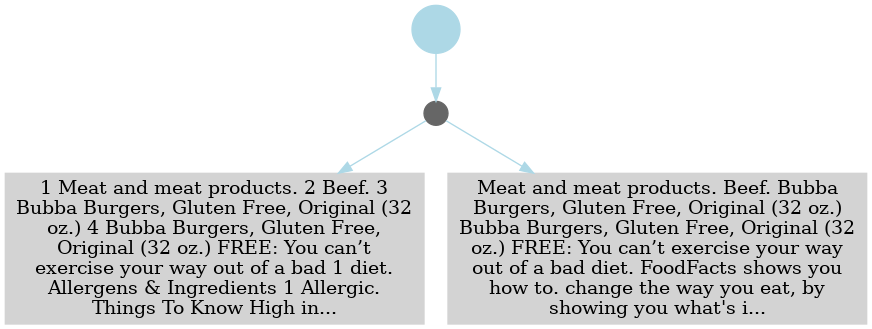 1 Meat and meat products. 2 Beef. 3
Bubba Burgers, Gluten Free, Original (32
oz.) 4 Bubba Burgers, Gluten Free,
Original (32 oz.) FREE: You can’t
exercise your way out of a bad 1 diet.
Allergens & Ingredients 1 Allergic.
Things To Know High in...
Meat and meat products. Beef. Bubba
Burgers, Gluten Free, Original (32 oz.)
Bubba Burgers, Gluten Free, Original (32
oz.) FREE: You can’t exercise your way
out of a bad diet. FoodFacts shows you
how to. change the way you eat, by
showing you what's i...